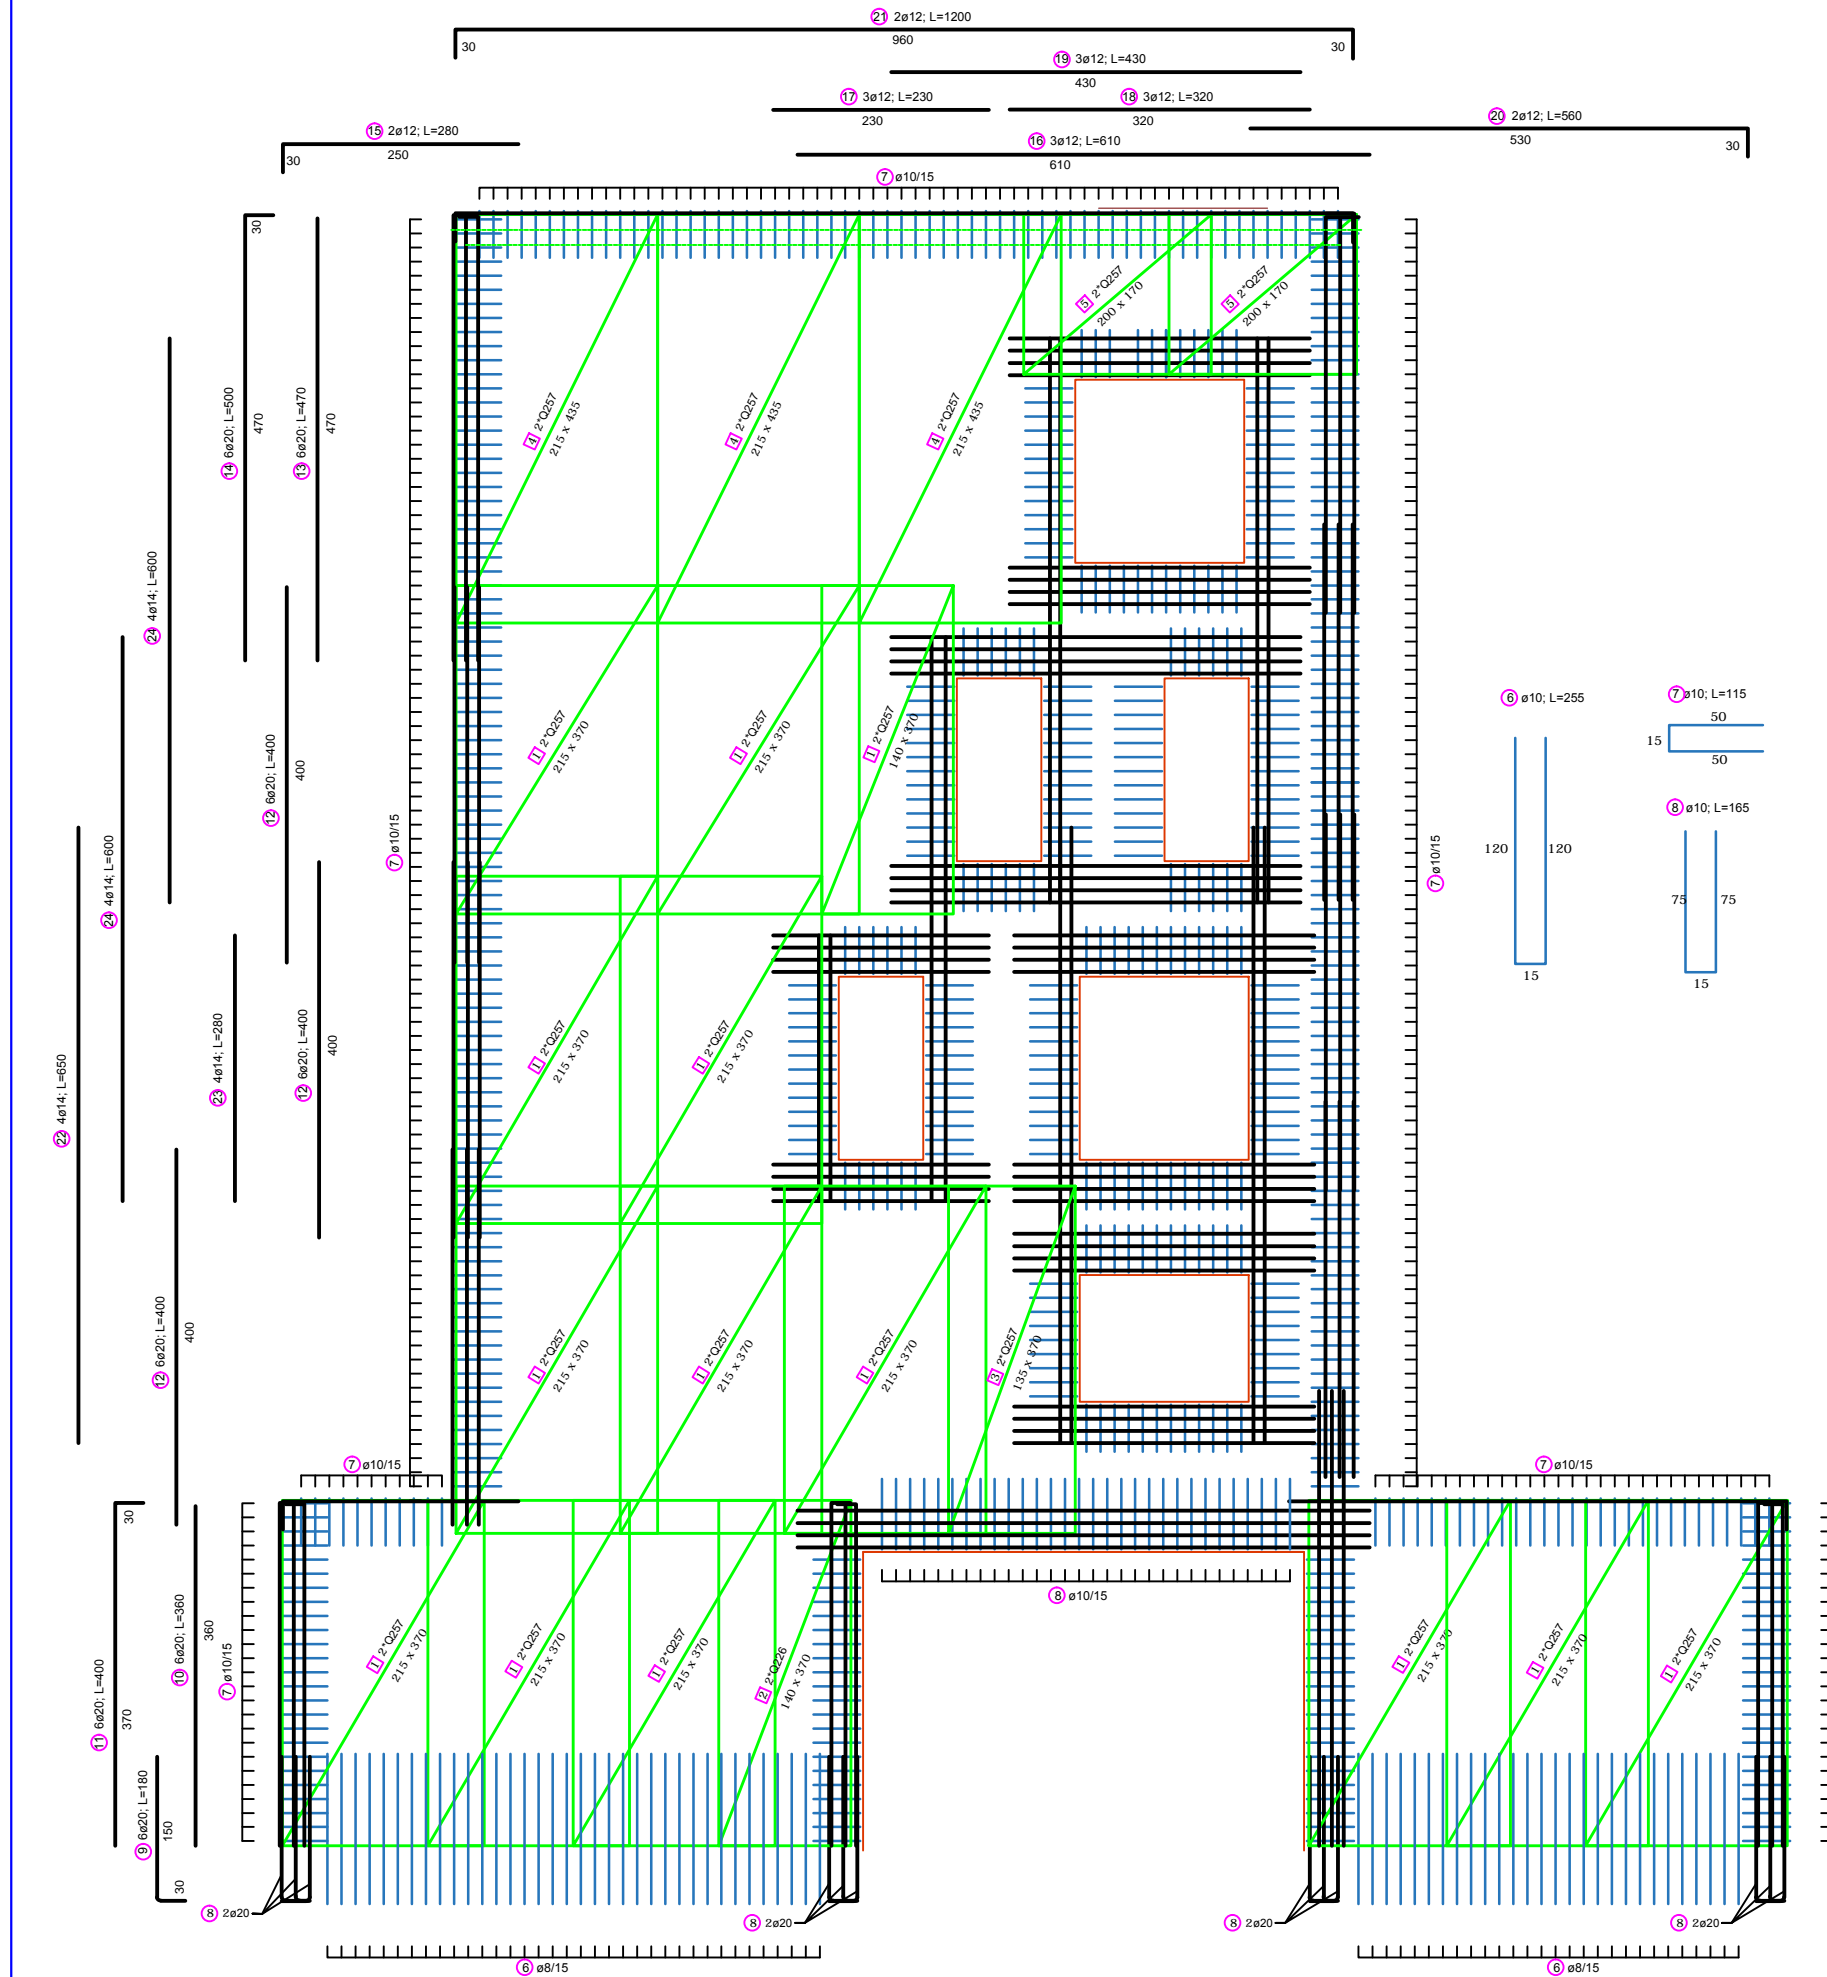 21 2ø12; L=1200
30 960 30
19 3ø12; L=430
430
17 3ø12; L=230
230
18 3ø12; L=320
320
20 2ø12; L=560
530 30
15 2ø12; L=280
30 250
16 3ø12; L=610
610
7 ø10/15
30
14 6ø20; L=500
470
13 6ø20; L=470
470
24 4ø14; L=600
12 6ø20; L=400
400
24 4ø14; L=600
22 4ø14; L=650
23 4ø14; L=280
12 6ø20; L=400
400
12 6ø20; L=400
400
7 ø10/15
7 ø10/15
5 2*Q257
200 x 170
5 2*Q257
200 x 170
4 2*Q257
215 x 435
4 2*Q257
215 x 435
4 2*Q257
215 x 435
1 2*Q257
215 x 370
1 2*Q257
215 x 370
1 2*Q257
140 x 370
6 ø10; L=255
120 120
15
7 ø10; L=115
50
15
50
8 ø10; L=165
75 75
15
1 2*Q257
215 x 370
1 2*Q257
215 x 370
1 2*Q257
215 x 370
1 2*Q257
215 x 370
1 2*Q257
215 x 370
3 2*Q257
135 x 370
7 ø10/15
7 ø10/15
30
11 6ø20; L=400
370
10 6ø20; L=360
360
7 ø10/15
9 6ø20; L=180
150
30
8 ø10/15
1 2*Q257
215 x 370
1 2*Q257
215 x 370
1 2*Q257
215 x 370
2 2*Q226
140 x 370
1 2*Q257
215 x 370
1 2*Q257
215 x 370
1 2*Q257
215 x 370
8 2ø20
8 2ø20
8 2ø20
8 2ø20
6 ø8/15
6 ø8/15